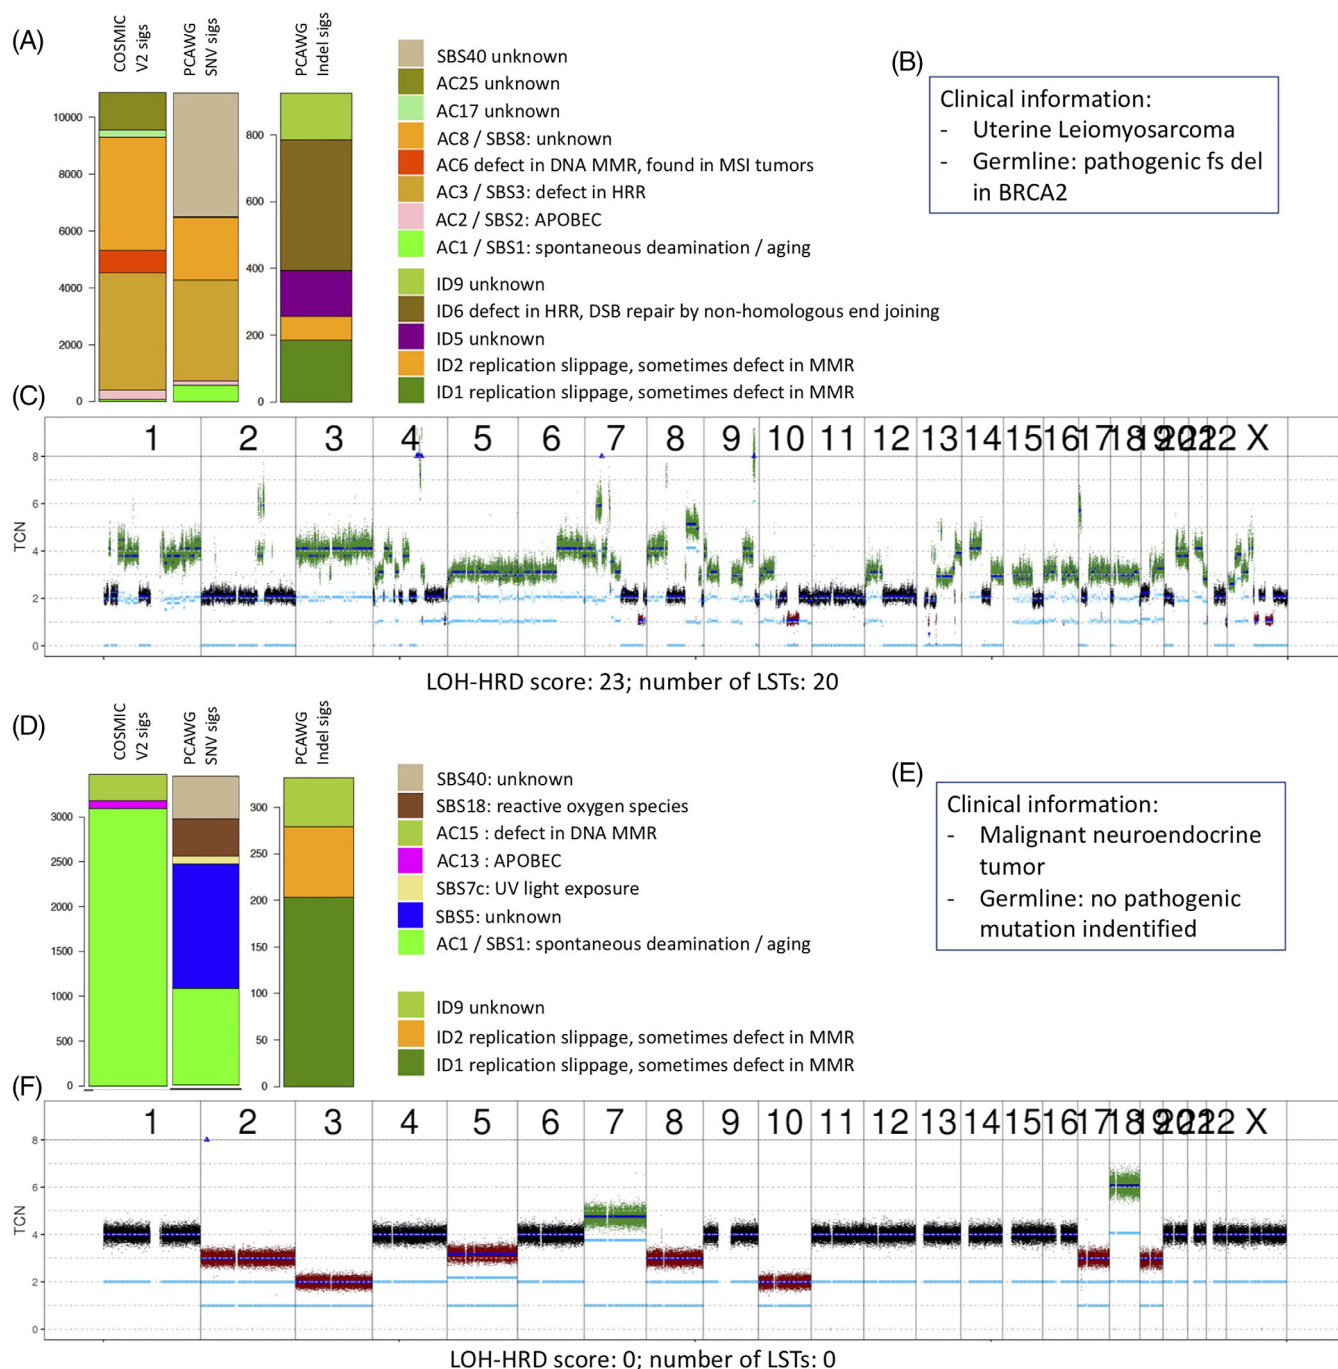 (A)
COSMIC
V2 sigs
PCAWG
SNV sigs
PCAWG
Indel sigs
10000
8000
6000
4000
2000
0
800
600
400
200
0
SBS40 unknown
AC25 unknown
AC17 unknown
AC8 / SBS8: unknown
AC6 defect in DNA MMR, found in MSI tumors
AC3 / SBS3: defect in HRR
AC2 / SBS2: APOBEC
AC1 / SBS1: spontaneous deamination / aging
ID9 unknown
ID6 defect in HRR, DSB repair by non-homologous end joining
ID5 unknown
ID2 replication slippage, sometimes defect in MMR
ID1 replication slippage, sometimes defect in MMR
(B)
Clinical information:
- Uterine Leiomyosarcoma
- Germline: pathogenic fs del
in BRCA2
(C)
1 2 3 4 5 6 7 8 9 10 11 12 13 14 15 16 17 18 19 20 21 22 X
TCN
8
6
4
2
0
LOH-HRD score: 23; number of LSTs: 20
(D)
COSMIC
V2 sigs
PCAWG
SNV sigs
PCAWG
Indel sigs
3000
2500
2000
1500
1000
500
0
300
250
200
150
100
50
0
SBS40: unknown
SBS18: reactive oxygen species
AC15 : defect in DNA MMR
AC13 : APOBEC
SBS7c: UV light exposure
SBS5: unknown
AC1 / SBS1: spontaneous deamination / aging
ID9 unknown
ID2 replication slippage, sometimes defect in MMR
ID1 replication slippage, sometimes defect in MMR
(E)
Clinical information:
- Malignant neuroendocrine
tumor
- Germline: no pathogenic
mutation indentified
(F)
1 2 3 4 5 6 7 8 9 10 11 12 13 14 15 16 17 18 19 20 21 22 X
TCN
8
6
4
2
0
LOH-HRD score: 0; number of LSTs: 0